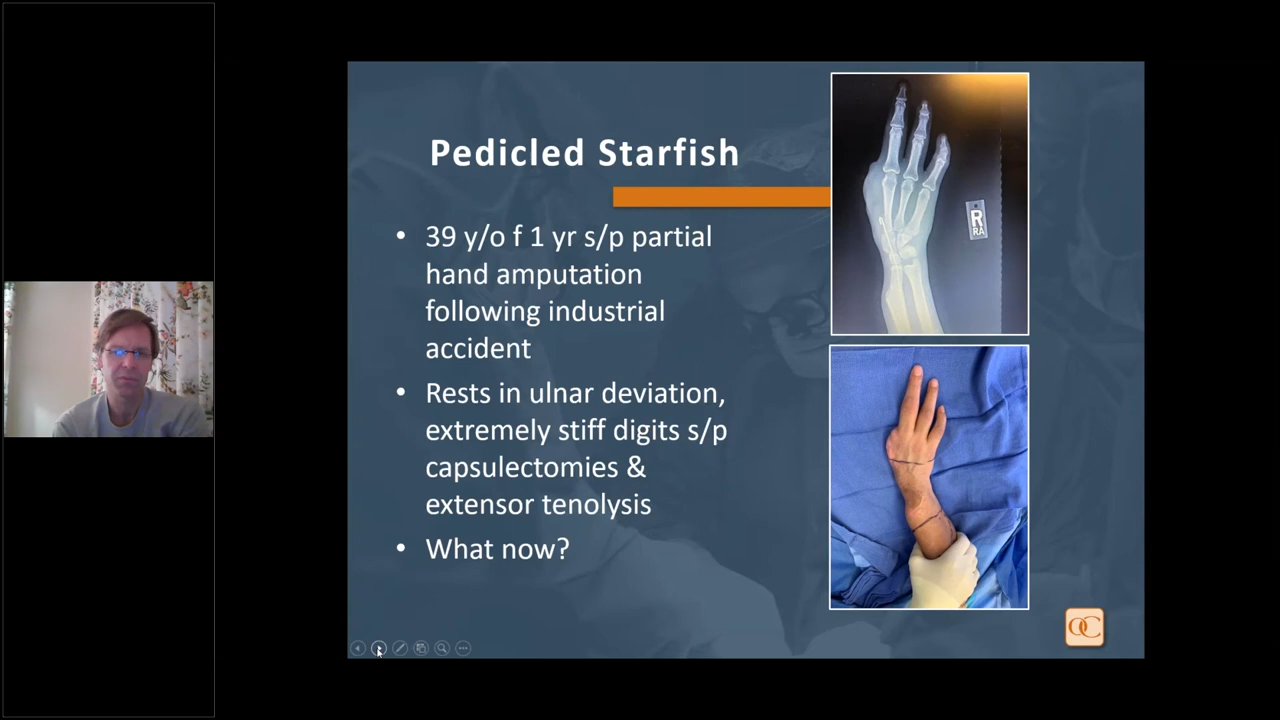 Pedicled Starfish
• 39 y/o f 1 yr s/p partial
hand amputation
following industrial
accident
• Rests in ulnar deviation,
extremely stiff digits s/p
capsulectomies &
extensor tenolysis
• What now?
R
RA
OC